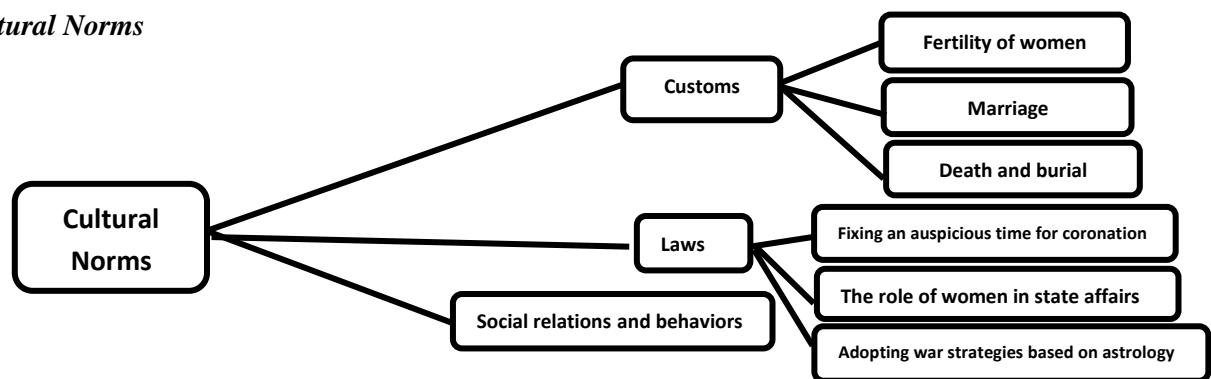 tural Norms
Fertility of women
Customs
Marriage
Death and burial
Cultural
Norms
Laws
Fixing an auspicious time for coronation
The role of women in state affairs
Social relations and behaviors
Adopting war strategies based on astrology